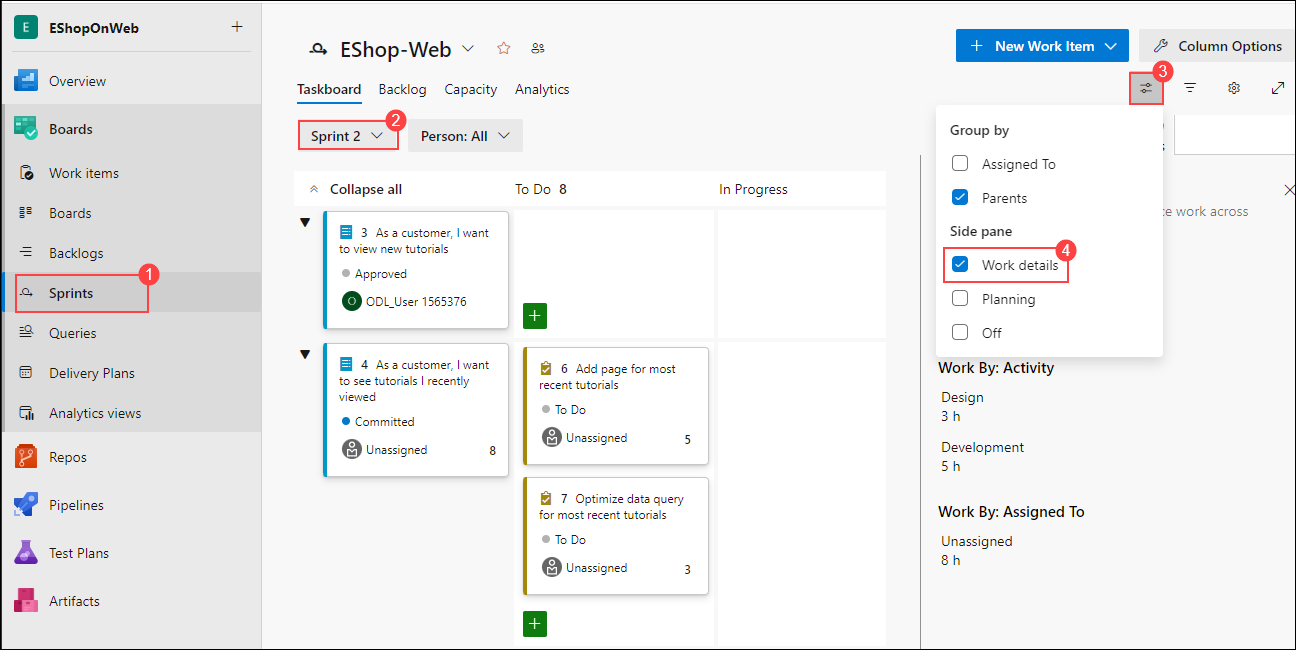 E EShopOnWeb +
Overview
Boards
Work items
Boards
Backlogs
1
Sprints
Queries
Delivery Plans
Analytics views
Repos
Pipelines
Test Plans
Artifacts
EShop-Web
New Work Item
Column Options
Taskboard Backlog Capacity Analytics
3
2
Sprint 2 Person: All
Collapse all To Do 8 In Progress
3 As a customer, I want
to view new tutorials
Approved
O ODL_User 1565376
4 As a customer, I want
to see tutorials I recently
viewed
Committed
Unassigned 8
6 Add page for most
recent tutorials
To Do
Unassigned 5
7 Optimize data query
for most recent tutorials
To Do
Unassigned 3
Group by
Assigned To
Parents
Side pane
4
Work details
Planning
Off
work across
Work By: Activity
Design
3 h
Development
5 h
Work By: Assigned To
Unassigned
8 h